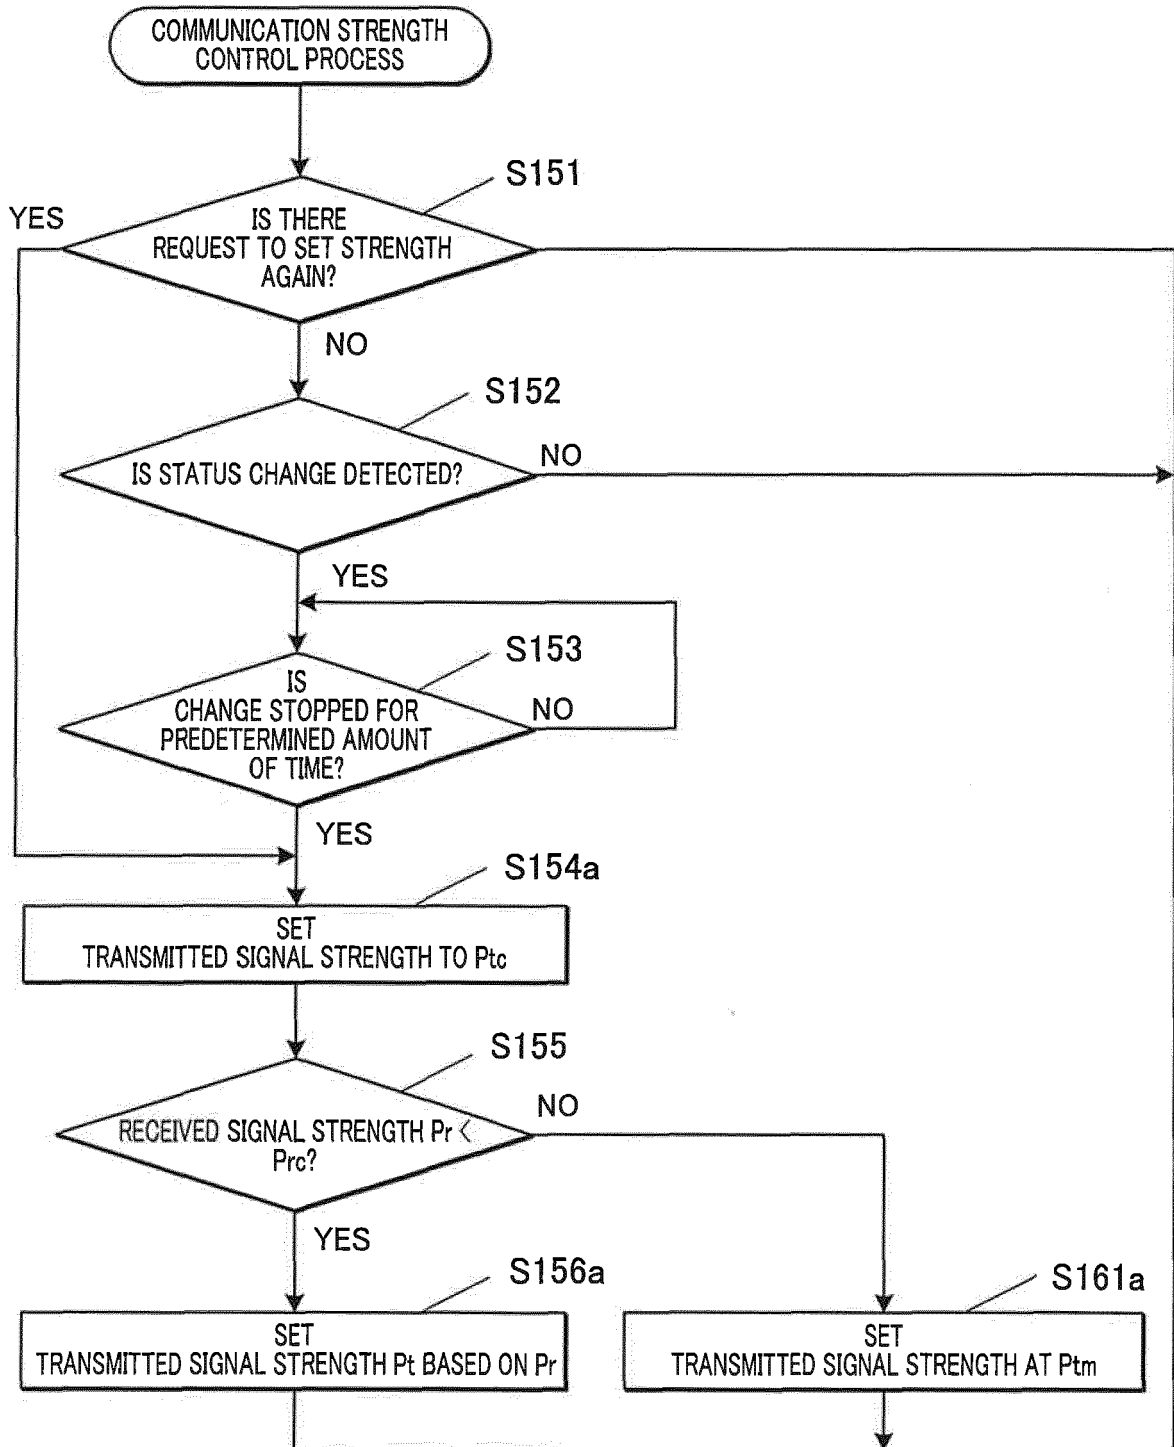 COMMUNICATION STRENGTH
CONTROL PROCESS
S151
YES
IS THERE
REQUEST TO SET STRENGTH
AGAIN?
NO
S152
IS STATUS CHANGE DETECTED?
NO
YES
S153
IS
CHANGE STOPPED FOR
PREDETERMINED AMOUNT
OF TIME?
NO
YES
S154a
SET
TRANSMITTED SIGNAL STRENGTH TO Ptc
S155
RECEIVED SIGNAL STRENGTH Pr <
Prc?
NO
YES
S156a
SET
TRANSMITTED SIGNAL STRENGTH Pt BASED ON Pr
S161a
SET
TRANSMITTED SIGNAL STRENGTH AT Ptm